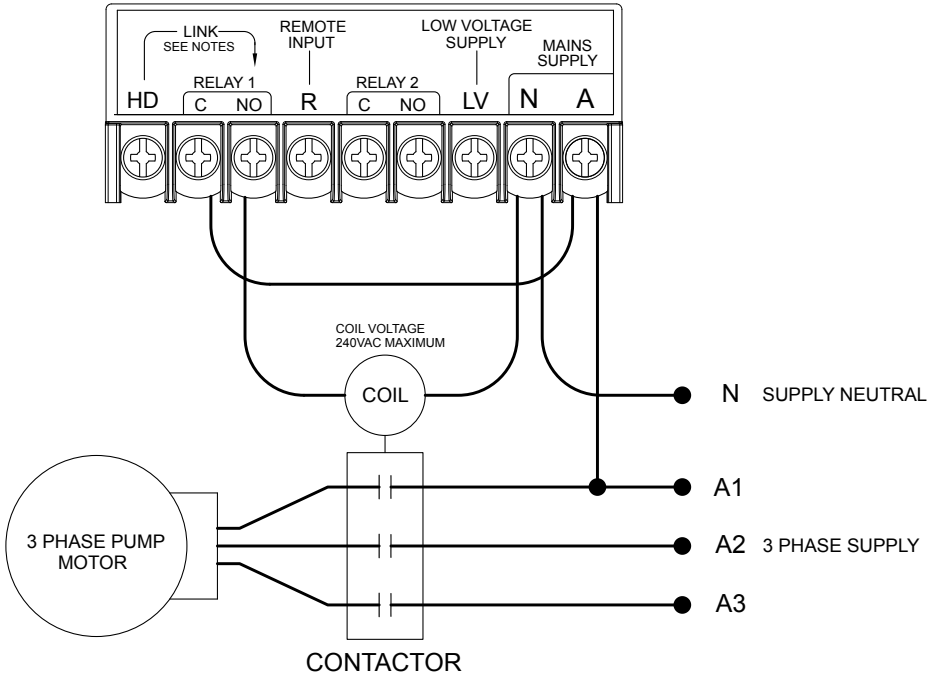 LINK
SEE NOTES
REMOTE
INPUT
LOW VOLTAGE
SUPPLY
MAINS
SUPPLY
RELAY 1
RELAY 2
HD C NO R C NO LV N A
COIL VOLTAGE
240VAC MAXIMUM
COIL
N SUPPLY NEUTRAL
A1
3 PHASE PUMP
MOTOR
A2 3 PHASE SUPPLY
A3
CONTACTOR